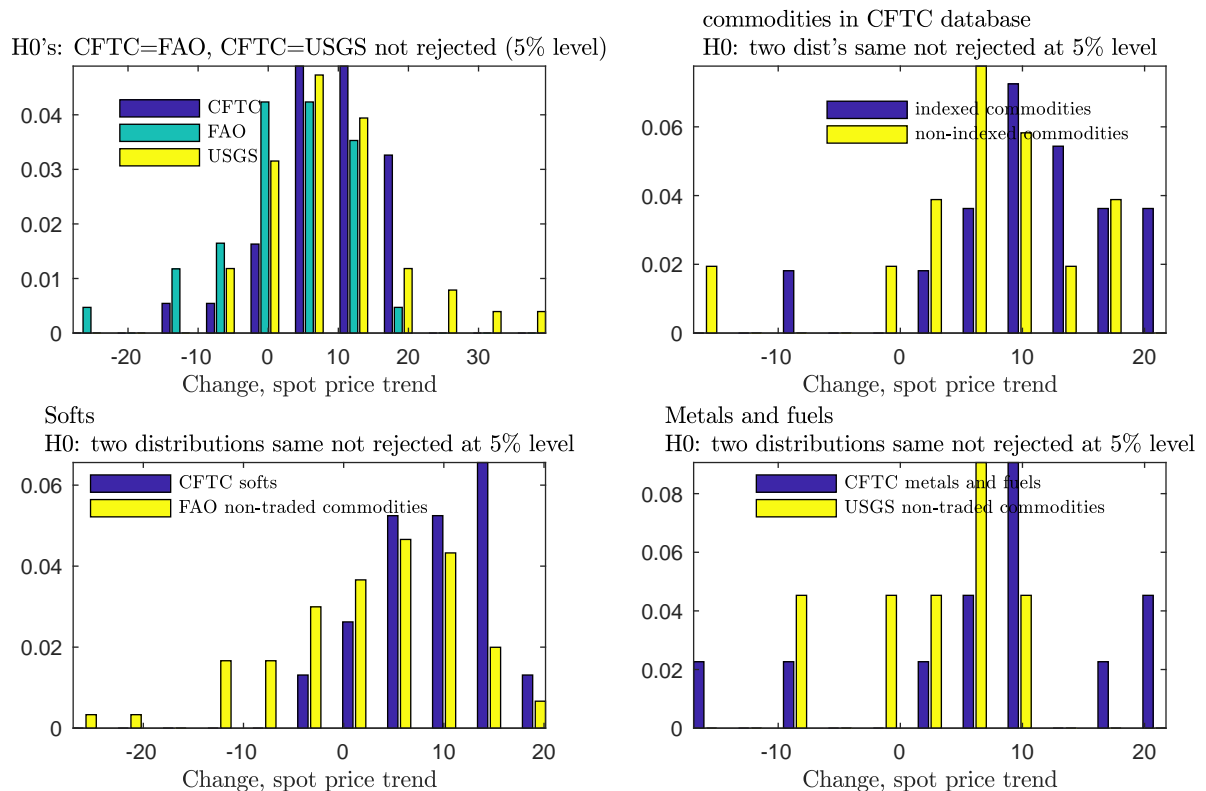 H0's: CFTC=FAO, CFTC=USGS not rejected (5% level)
CFTC
FAO
USGS
0.04
0.03
0.02
0.01
0
-20 -10 0 10 20 30
Change, spot price trend
commodities in CFTC database
H0: two dist's same not rejected at 5% level
indexed commodities
non-indexed commodities
0.06
0.04
0.02
0
-10 0 10 20
Change, spot price trend
Softs
H0: two distributions same not rejected at 5% level
CFTC softs
FAO non-traded commodities
0.06
0.04
0.02
0
-20 -10 0 10 20
Change, spot price trend
Metals and fuels
H0: two distributions same not rejected at 5% level
CFTC metals and fuels
USGS non-traded commodities
0.08
0.06
0.04
0.02
0
-10 0 10 20
Change, spot price trend